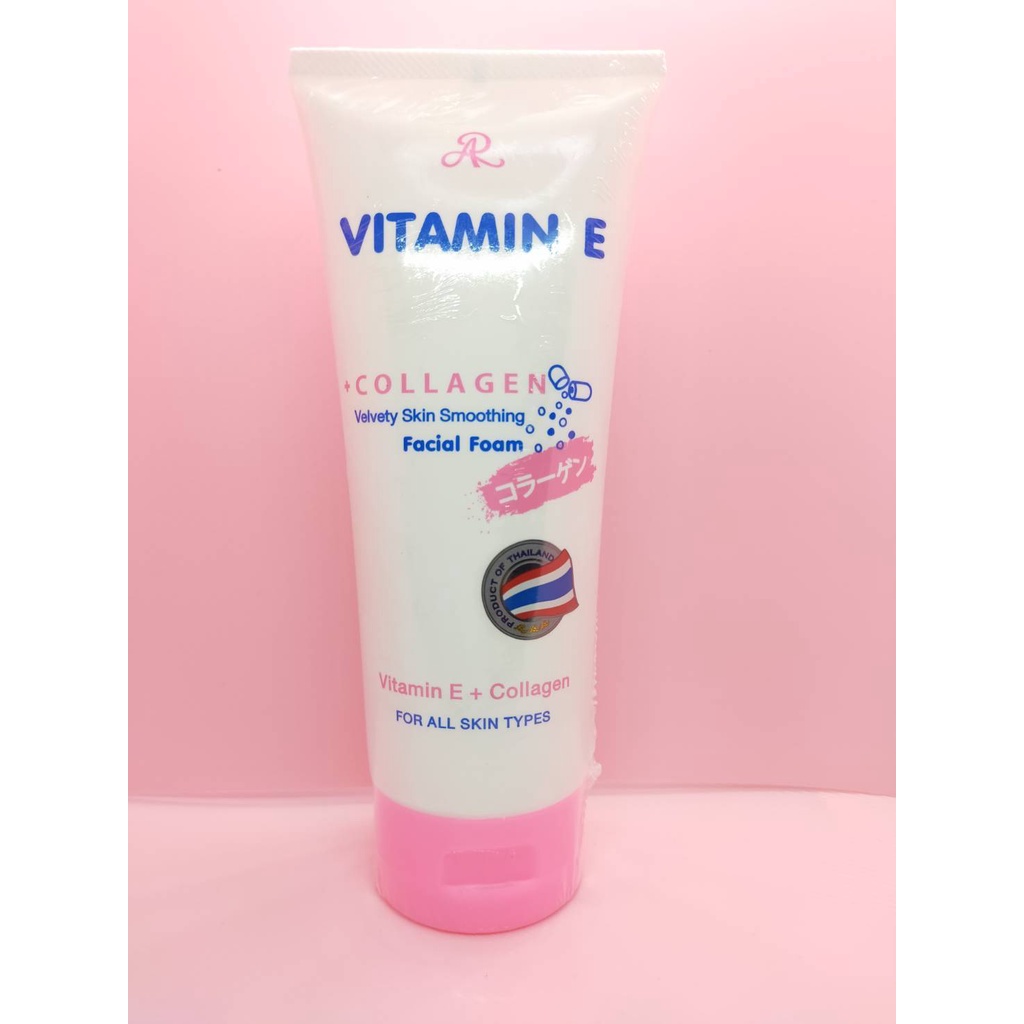 AR
VITAMIN E
+COLLAGEN
Velvety Skin Smoothing
Facial Foam
コラーゲン
PRODUCT OF THAILAND
Vitamin E + Collagen
FOR ALL SKIN TYPES